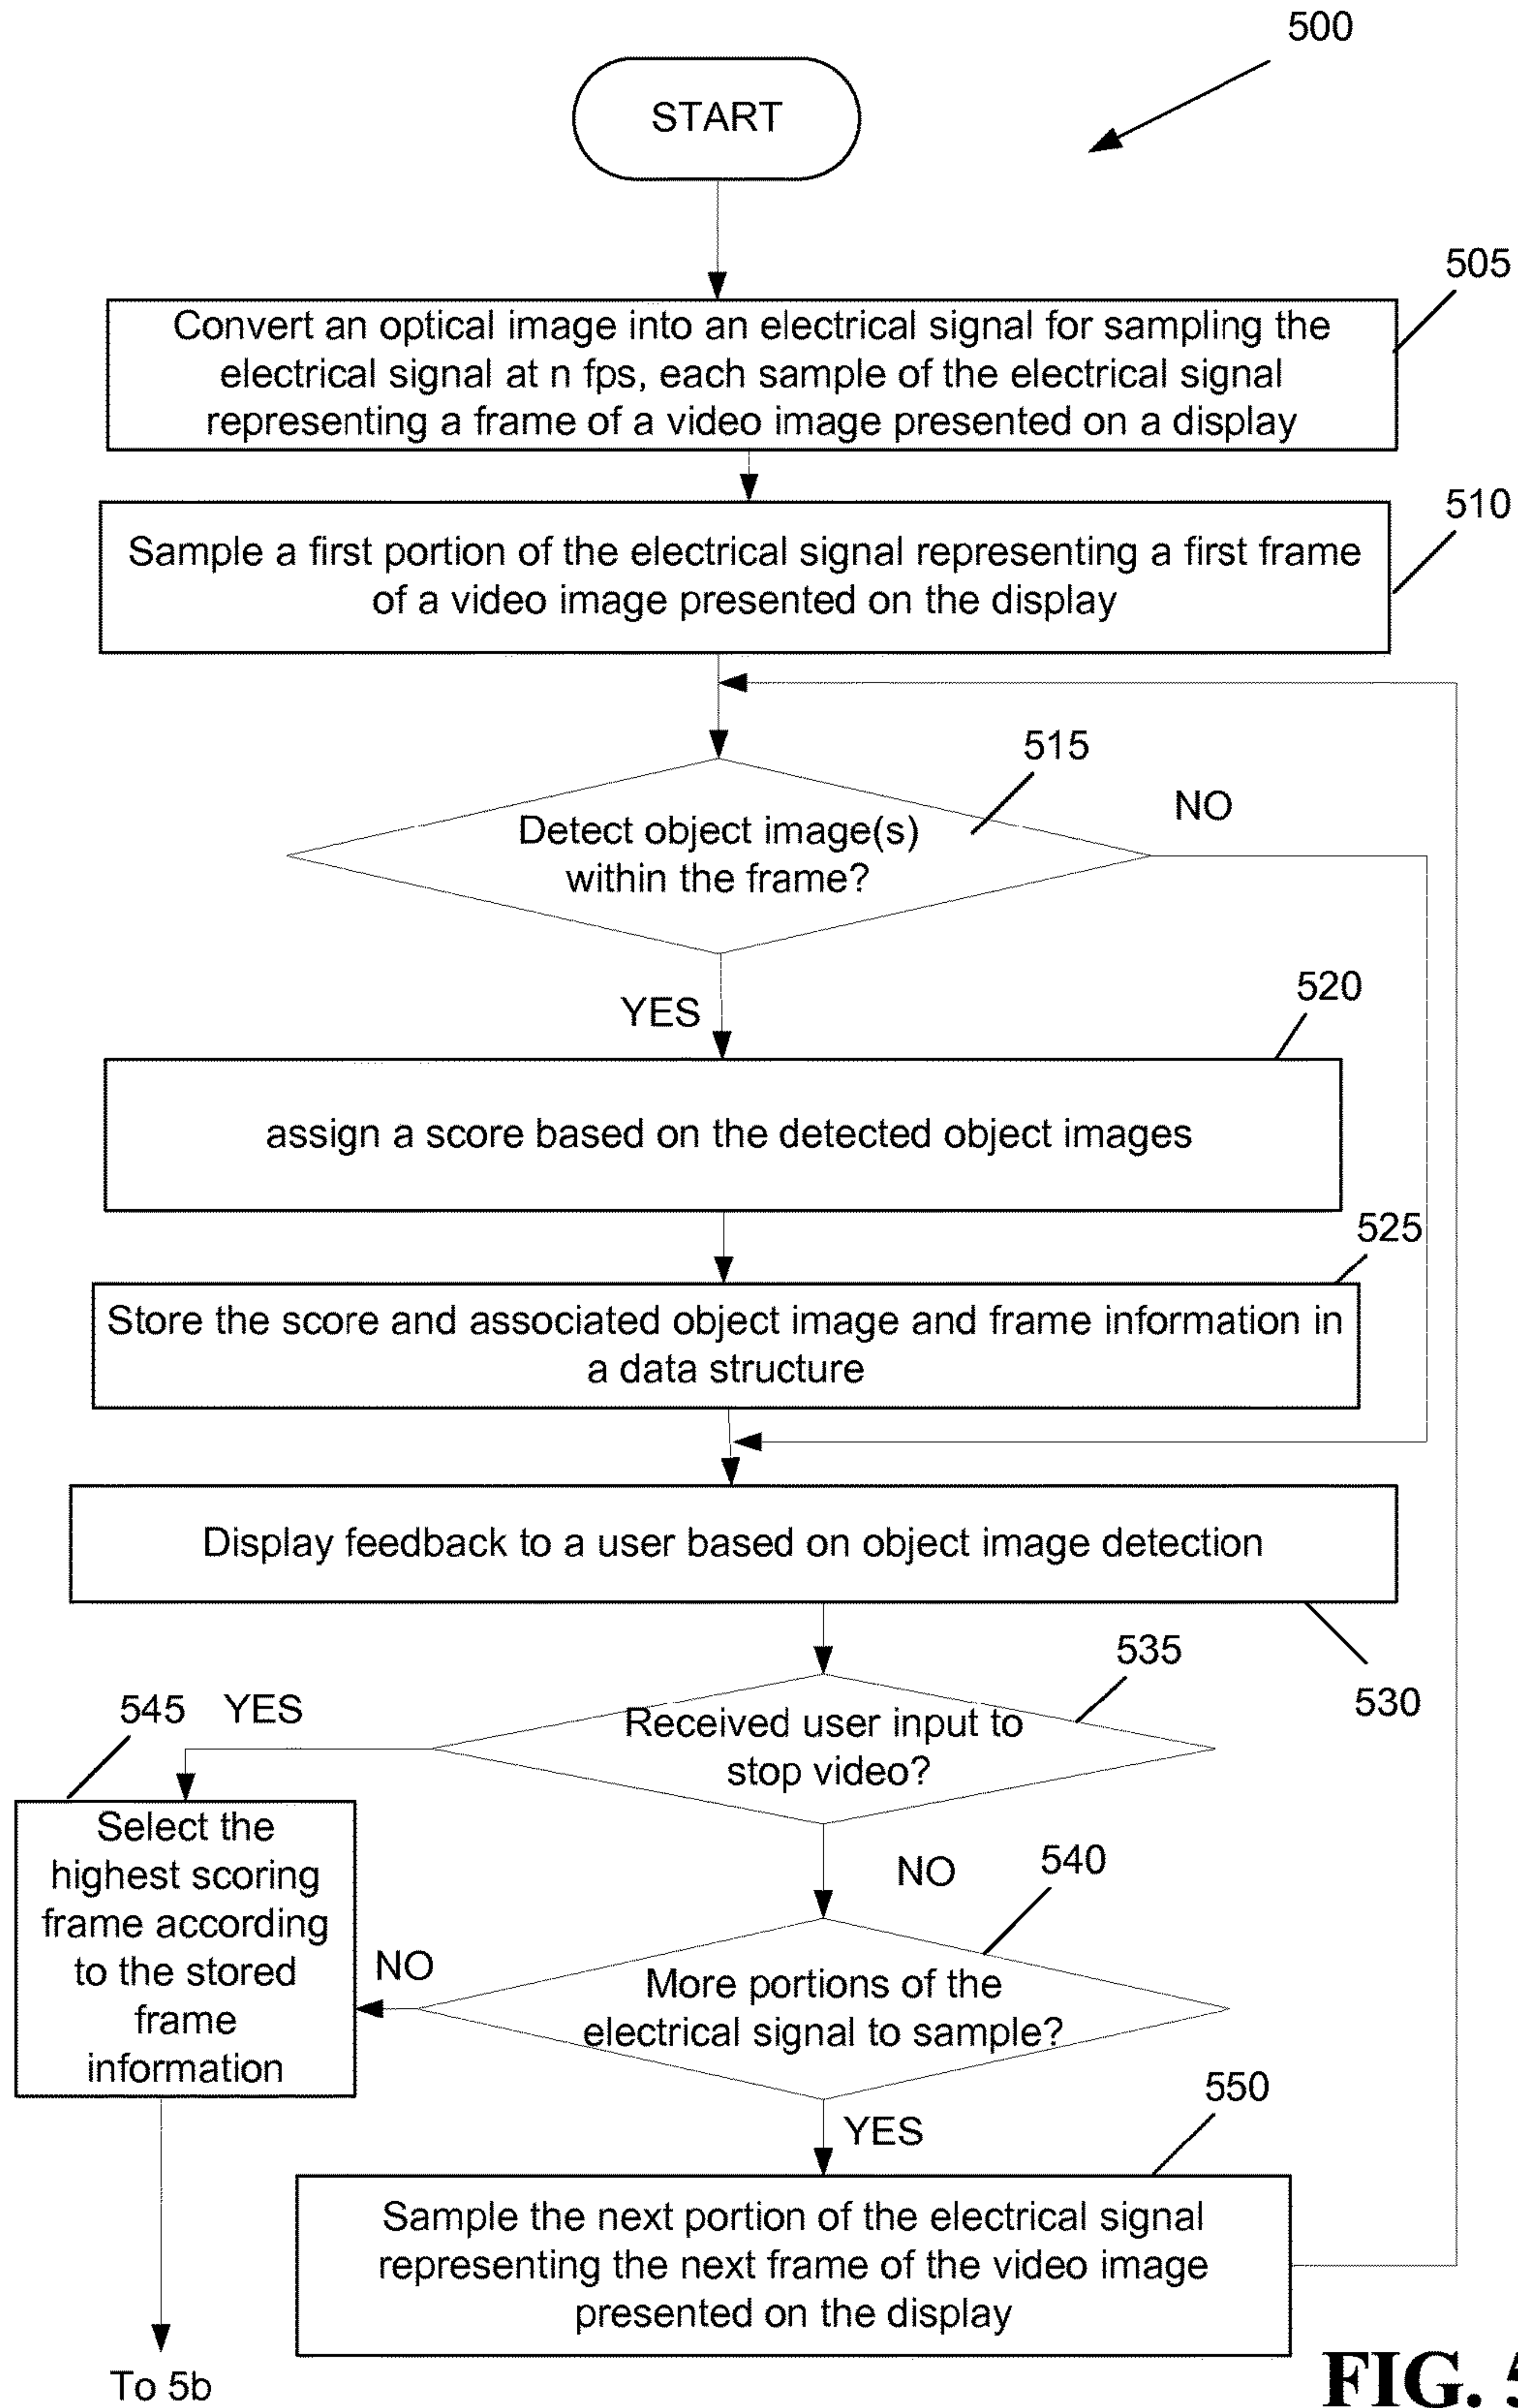 500
START
505
Convert an optical image into an electrical signal for sampling the
electrical signal at n fps, each sample of the electrical signal
representing a frame of a video image presented on a display
510
Sample a first portion of the electrical signal representing a first frame
of a video image presented on the display
515
NO
Detect object image(s)
within the frame?
YES
520
assign a score based on the detected object images
525
Store the score and associated object image and frame information in
a data structure
Display feedback to a user based on object image detection
530
535
545
YES
Received user input to
stop video?
Select the
highest scoring
frame according
to the stored
frame
information
NO
540
NO
More portions of the
electrical signal to sample?
YES
550
Sample the next portion of the electrical signal
representing the next frame of the video image
presented on the display
To 5b
FIG. 5